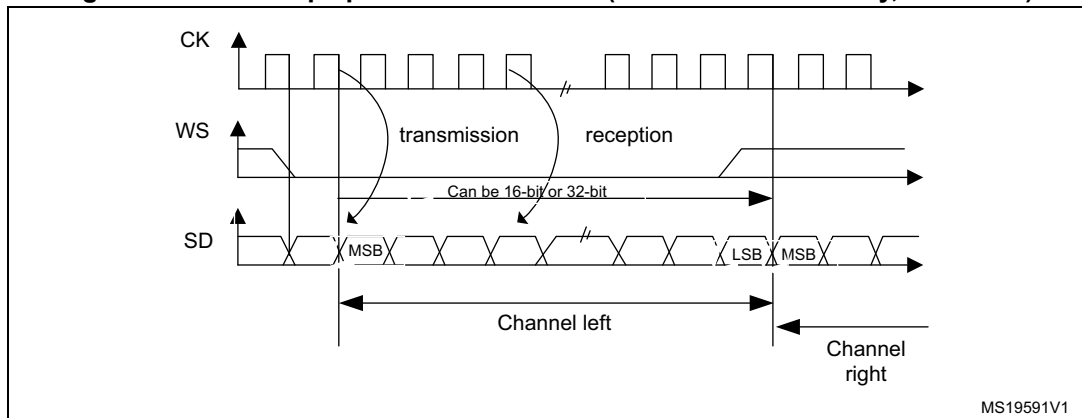 CK
transmission
reception
WS
Can be 16-bit or 32-bit
SD
MSB
LSB
MSB
Channel left
Channel
right
MS19591V1